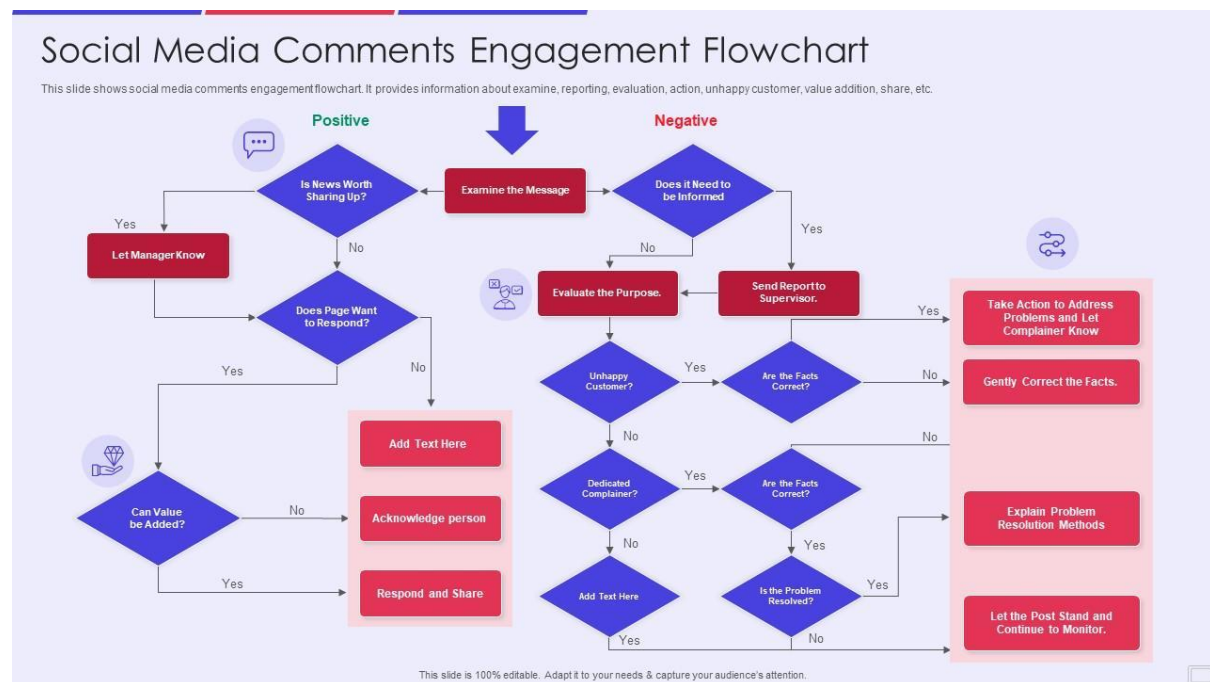 Social Media Comments Engagement Flowchart
This slide shows social media comments engagement flowchart. It provides information about examine, reporting, evaluation, action, unhappy customer, value addition, share, etc.
Positive
Negative
Is News Worth
Sharing Up?
Examine the Message
Does it Need to
be Informed
Yes
Let Manager Know
No
No
Yes
Does Page Want
to Respond?
Evaluate the Purpose.
Send Report to
Supervisor.
Yes
Take Action to Address
Problems and Let
Complainer Know
Yes
No
Unhappy
Customer?
Yes
Are the Facts
Correct?
No
Gently Correct the Facts.
Add Text Here
No
No
Can Value
be Added?
No
Acknowledge person
Dedicated
Complainer?
Yes
Are the Facts
Correct?
Explain Problem
Resolution Methods
No
Yes
Yes
Respond and Share
Add Text Here
Is the Problem
Resolved?
Yes
Let the Post Stand and
Continue to Monitor.
Yes
No
This slide is 100% editable. Adapt it to your needs & capture your audience's attention.